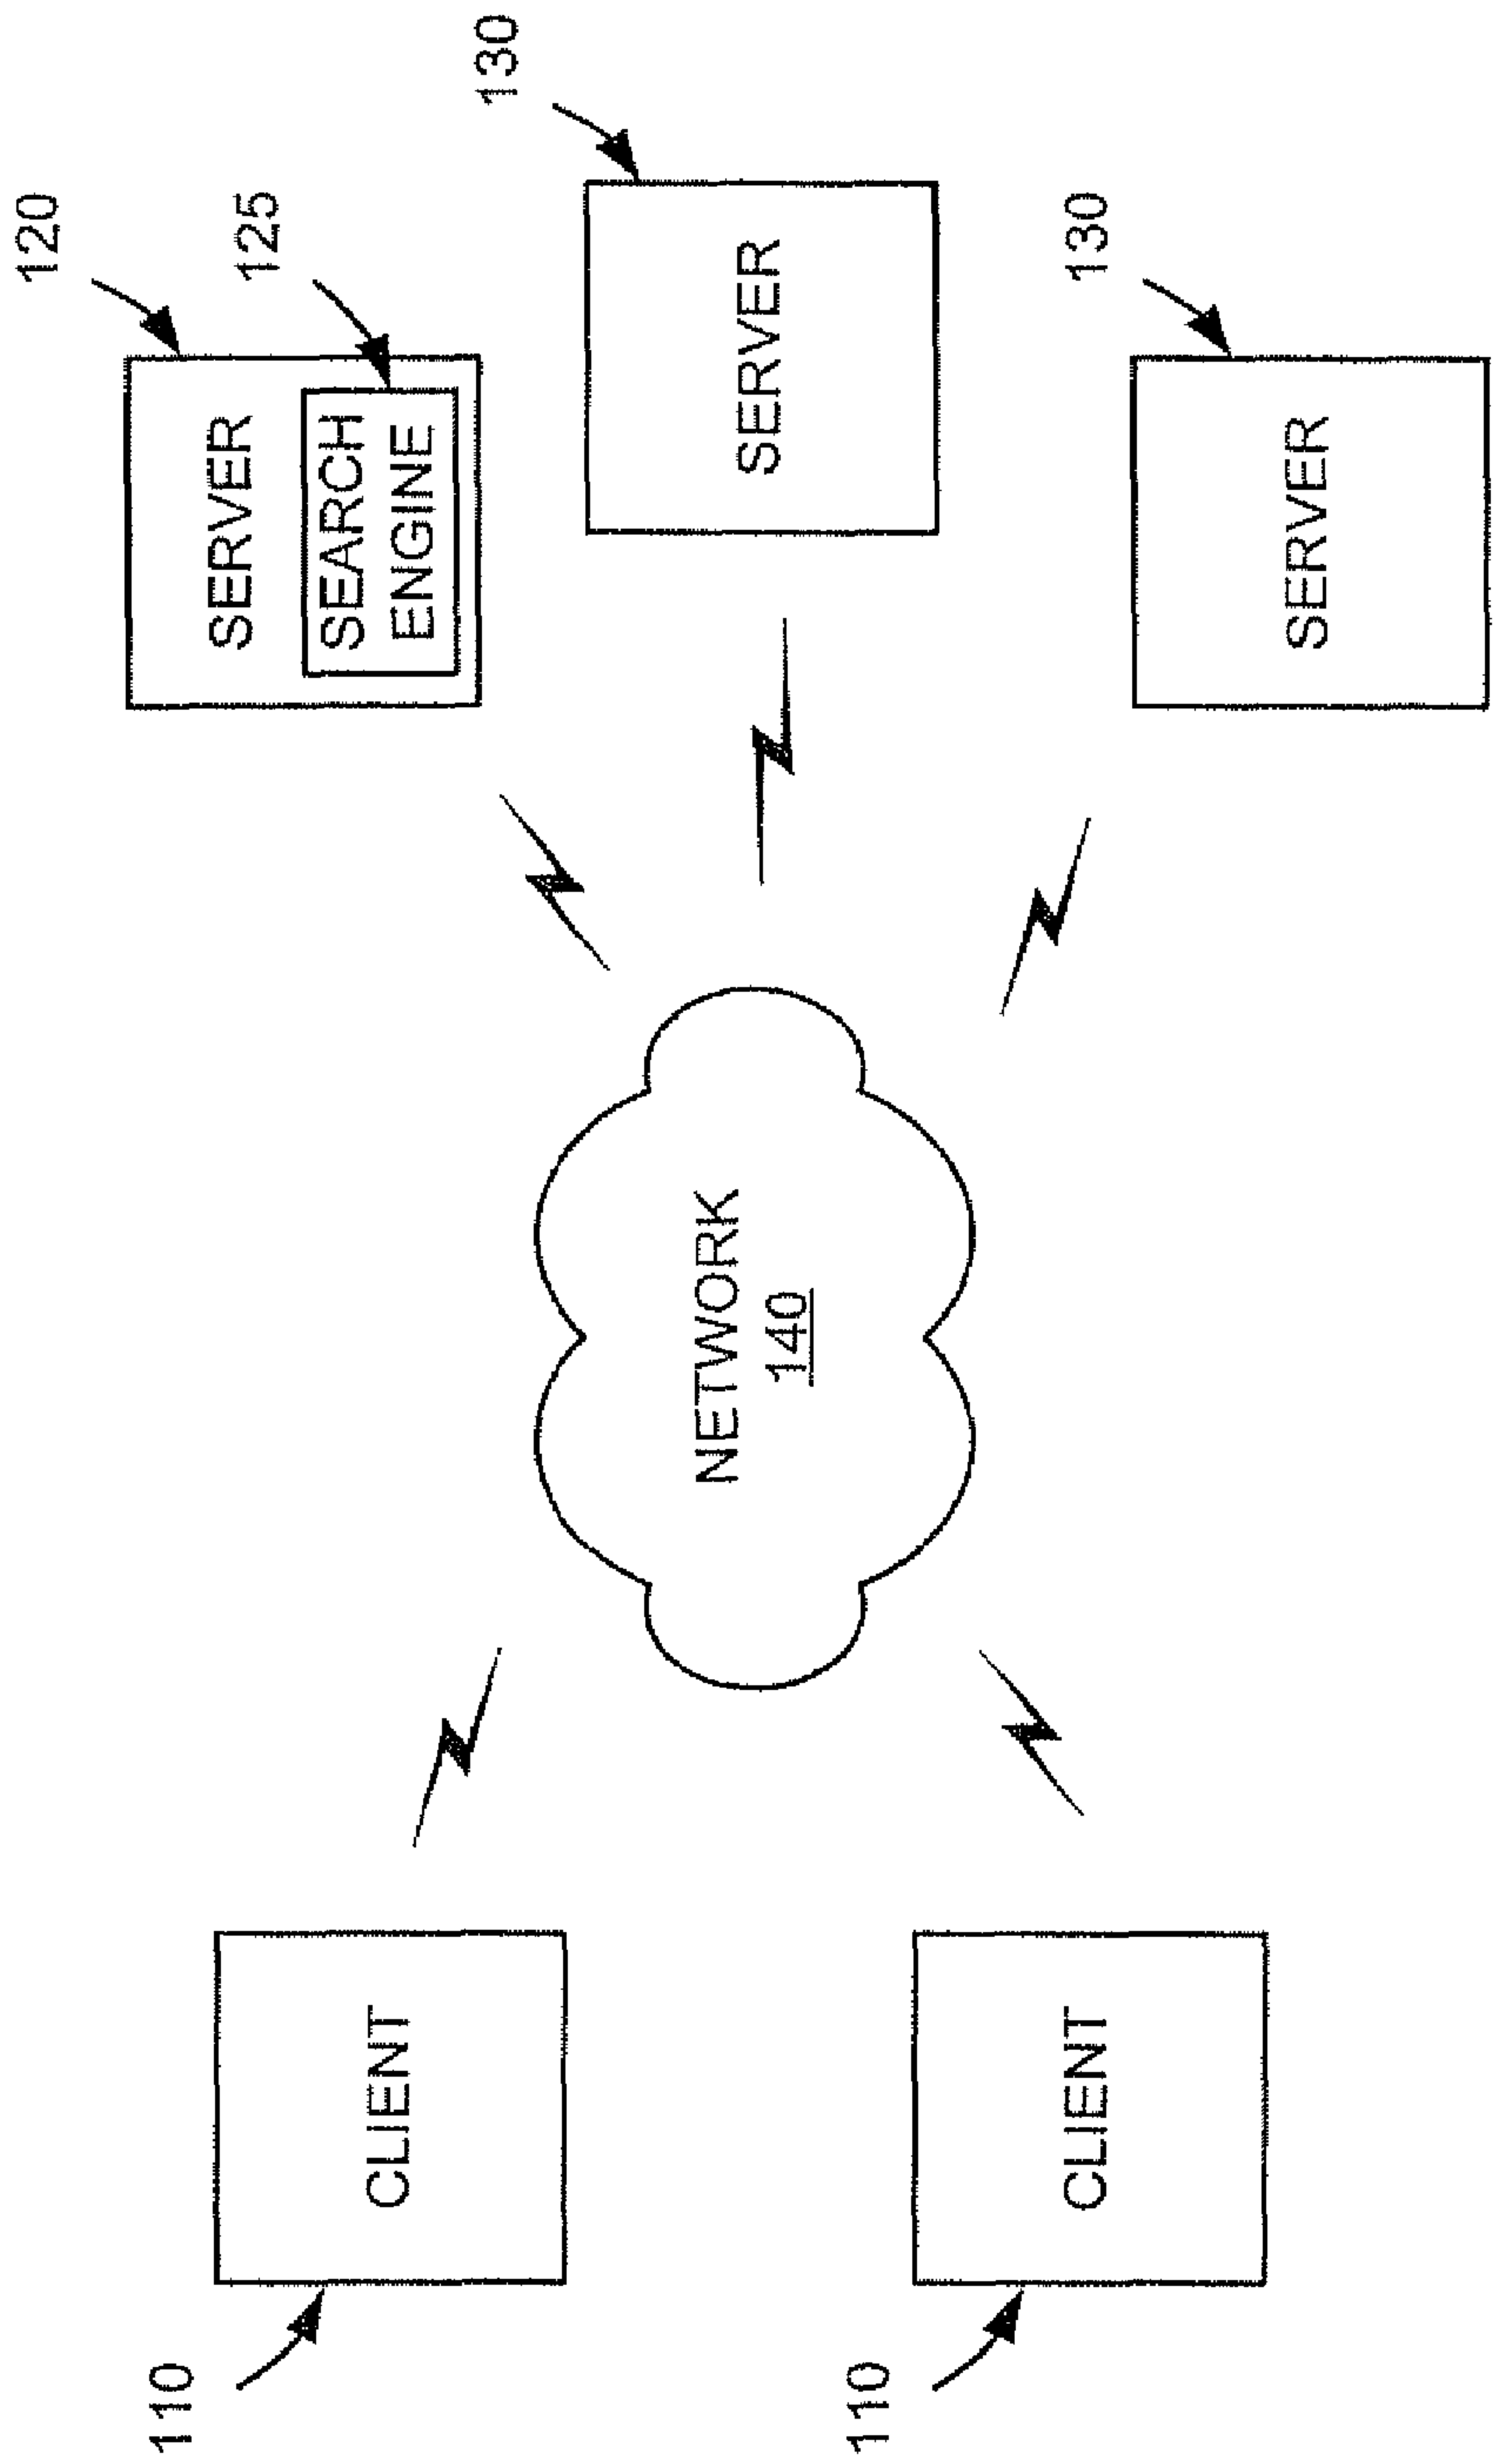 120
SERVER
125
SEARCH
ENGINE
130
SERVER
130
SERVER
NETWORK
140
110
CLIENT
110
CLIENT